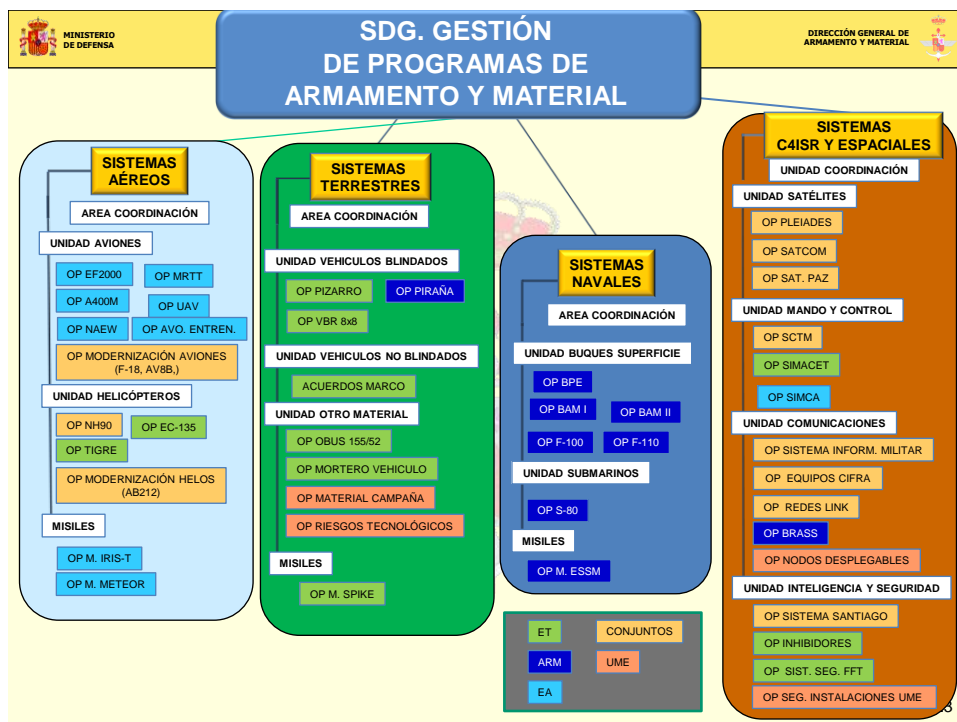 MINISTERIO
DE DEFENSA
SDG. GESTIÓN
DE PROGRAMAS DE
ARMAMENTO Y MATERIAL
DIRECCIÓN GENERAL DE
ARMAMENTO Y MATERIAL
SISTEMAS
AÉREOS
AREA COORDINACIÓN
UNIDAD AVIONES
OP EF2000
OP MRTT
OP A400M
OP UAV
OP NAEW
OP AVO. ENTREN.
OP MODERNIZACIÓN AVIONES
(F-18, AV8B,)
UNIDAD HELICÓPTEROS
OP NH90
OP EC-135
OP TIGRE
OP MODERNIZACIÓN HELOS
(AB212)
MISILES
OP M. IRIS-T
OP M. METEOR
SISTEMAS
TERRESTRES
AREA COORDINACIÓN
UNIDAD VEHICULOS BLINDADOS
OP PIZARRO
OP PIRAÑA
OP VBR 8x8
UNIDAD VEHICULOS NO BLINDADOS
ACUERDOS MARCO
UNIDAD OTRO MATERIAL
OP OBUS 155/52
OP MORTERO VEHICULO
OP MATERIAL CAMPAÑA
OP RIESGOS TECNOLÓGICOS
MISILES
OP M. SPIKE
SISTEMAS
NAVALES
AREA COORDINACIÓN
UNIDAD BUQUES SUPERFICIE
OP BPE
OP BAM I
OP BAM II
OP F-100
OP F-110
UNIDAD SUBMARINOS
OP S-80
MISILES
OP M. ESSM
SISTEMAS
C4ISR Y ESPACIALES
UNIDAD COORDINACIÓN
UNIDAD SATÉLITES
OP PLEIADES
OP SATCOM
OP SAT. PAZ
UNIDAD MANDO Y CONTROL
OP SCTM
OP SIMACET
OP SIMCA
UNIDAD COMUNICACIONES
OP SISTEMA INFORM. MILITAR
OP EQUIPOS CIFRA
OP REDES LINK
OP BRASS
OP NODOS DESPLEGABLES
UNIDAD INTELIGENCIA Y SEGURIDAD
OP SISTEMA SANTIAGO
OP INHIBIDORES
OP SIST. SEG. FFT
OP SEG. INSTALACIONES UME
ET
CONJUNTOS
ARM
UME
EA